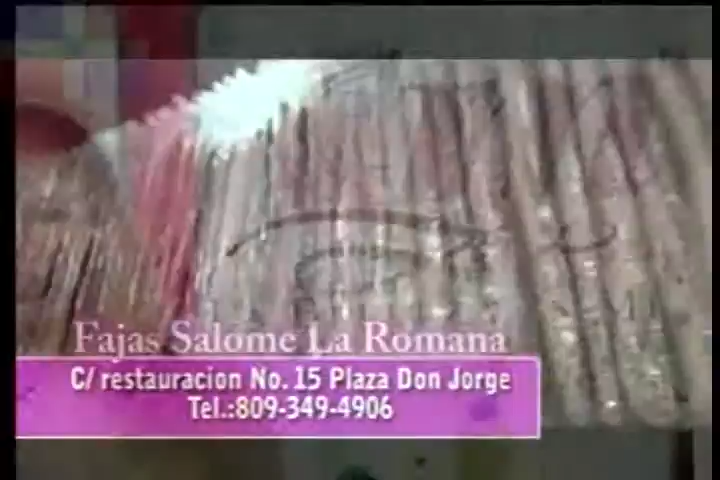 Fajas Salome La Romana
C/ restauracion No. 15 Plaza Don Jorge
Tel.:809-349-4906